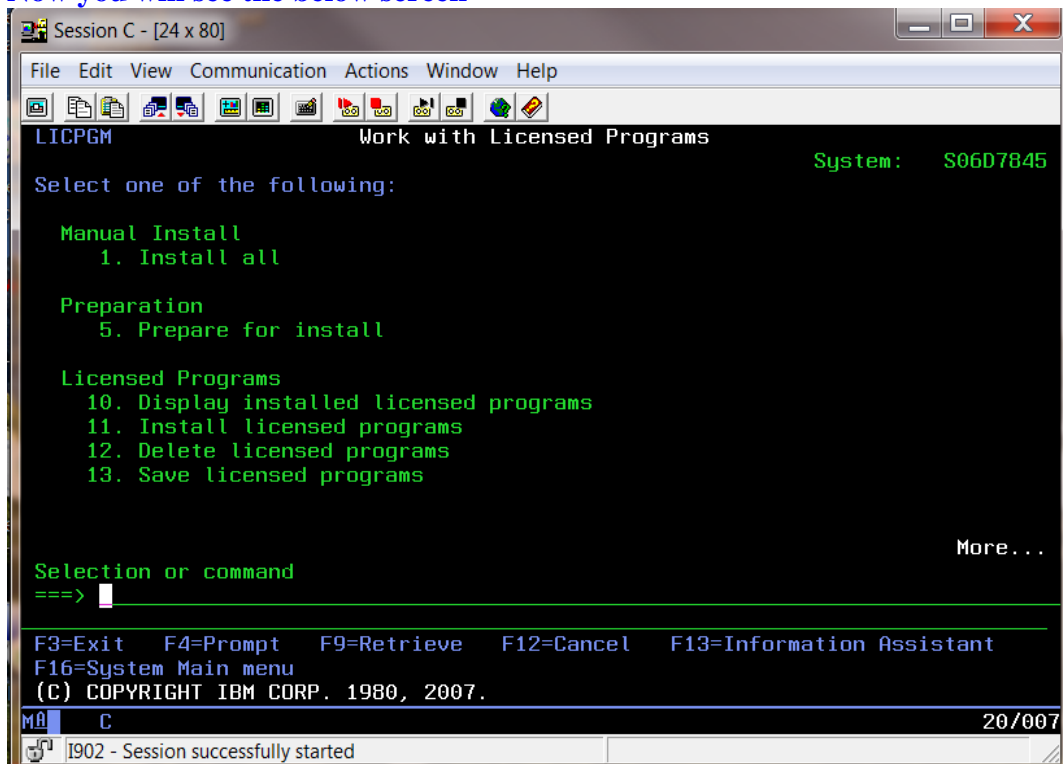 Now you will see the below screen
Session C - [24 x 80]
File Edit View Communication Actions Window Help
LICPGM Work with Licensed Programs
System: S06D7845
Select one of the following:
Manual Install
1. Install all
Preparation
5. Prepare for install
Licensed Programs
10. Display installed licensed programs
11. Install licensed programs
12. Delete licensed programs
13. Save licensed programs
More...
Selection or command
===>
F3=Exit F4=Prompt F9=Retrieve F12=Cancel F13=Information Assistant
F16=System Main menu
(C) COPYRIGHT IBM CORP. 1980, 2007.
MA C 20/007
I902 - Session successfully started